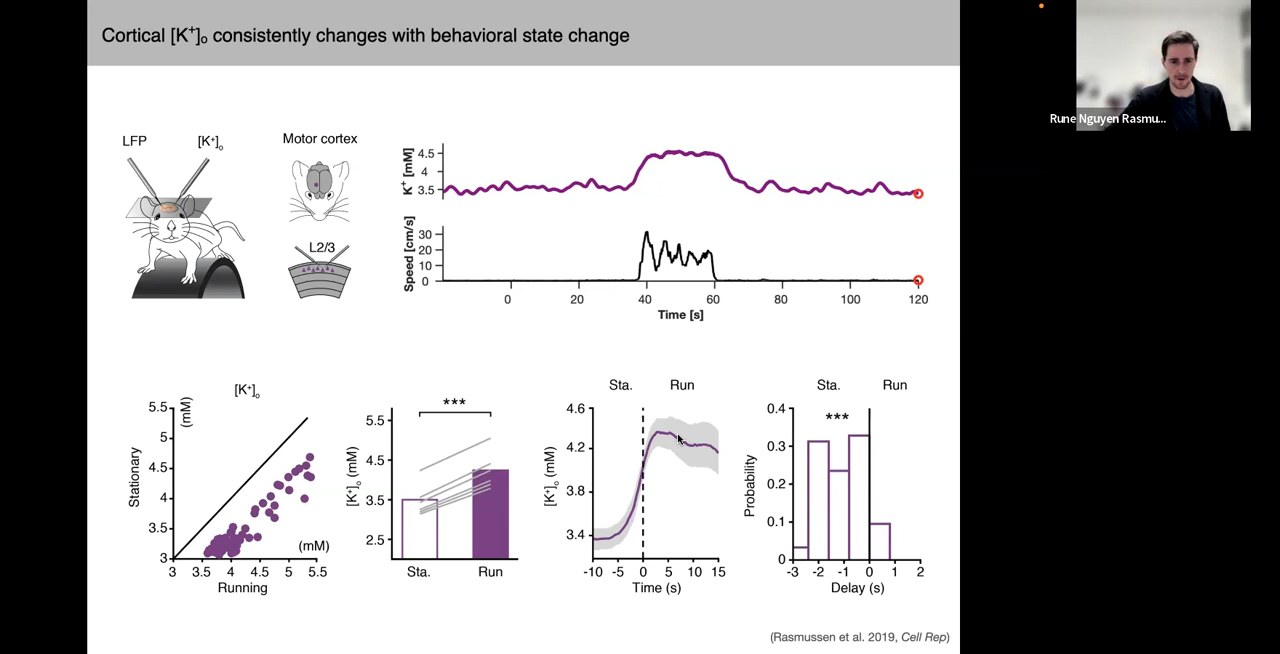 Cortical [K⁺]ₒ consistently changes with behavioral state change
Rune Nguyen Rasmu...
LFP [K⁺]ₒ
Motor cortex
L2/3
K⁺ [mM]
4.5
4
3.5
Speed [cm/s]
30
20
10
0
0 20 40 60 80 100 120
Time [s]
[K⁺]ₒ
(mM)
Stationary
5.5
5
4.5
4
3.5
3
(mM)
3 3.5 4 4.5 5 5.5
Running
***
[K⁺]ₒ (mM)
5.5
4.5
3.5
2.5
Sta. Run
Sta. Run
[K⁺]ₒ (mM)
4.6
4.2
3.8
3.4
-10 -5 0 5 10 15
Time (s)
Sta. Run
***
Probability
0.4
0.3
0.2
0.1
0
-3 -2 -1 0 1 2
Delay (s)
(Rasmussen et al. 2019, Cell Rep)